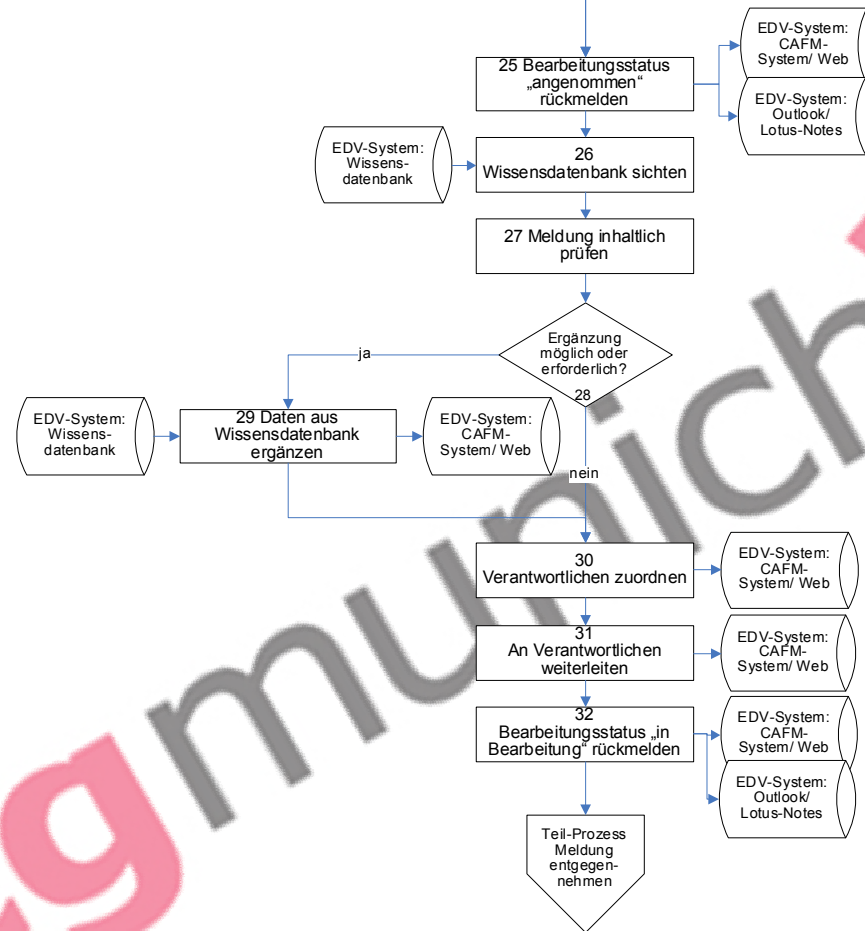 25 Bearbeitungsstatus
„angenommen“
rückmelden
EDV-System:
CAFM-
System/ Web
EDV-System:
Outlook/
Lotus-Notes
EDV-System:
Wissens-
datenbank
26
Wissensdatenbank sichten
27 Meldung inhaltlich
prüfen
Ergänzung
möglich oder
erforderlich?
28
ja
EDV-System:
Wissens-
datenbank
29 Daten aus
Wissensdatenbank
ergänzen
EDV-System:
CAFM-
System/ Web
nein
30
Verantwortlichen zuordnen
EDV-System:
CAFM-
System/ Web
31
An Verantwortlichen
weiterleiten
EDV-System:
CAFM-
System/ Web
32
Bearbeitungsstatus „in
Bearbeitung“ rückmelden
EDV-System:
CAFM-
System/ Web
EDV-System:
Outlook/
Lotus-Notes
Teil-Prozess
Meldung
entgegen-
nehmen
gmunich